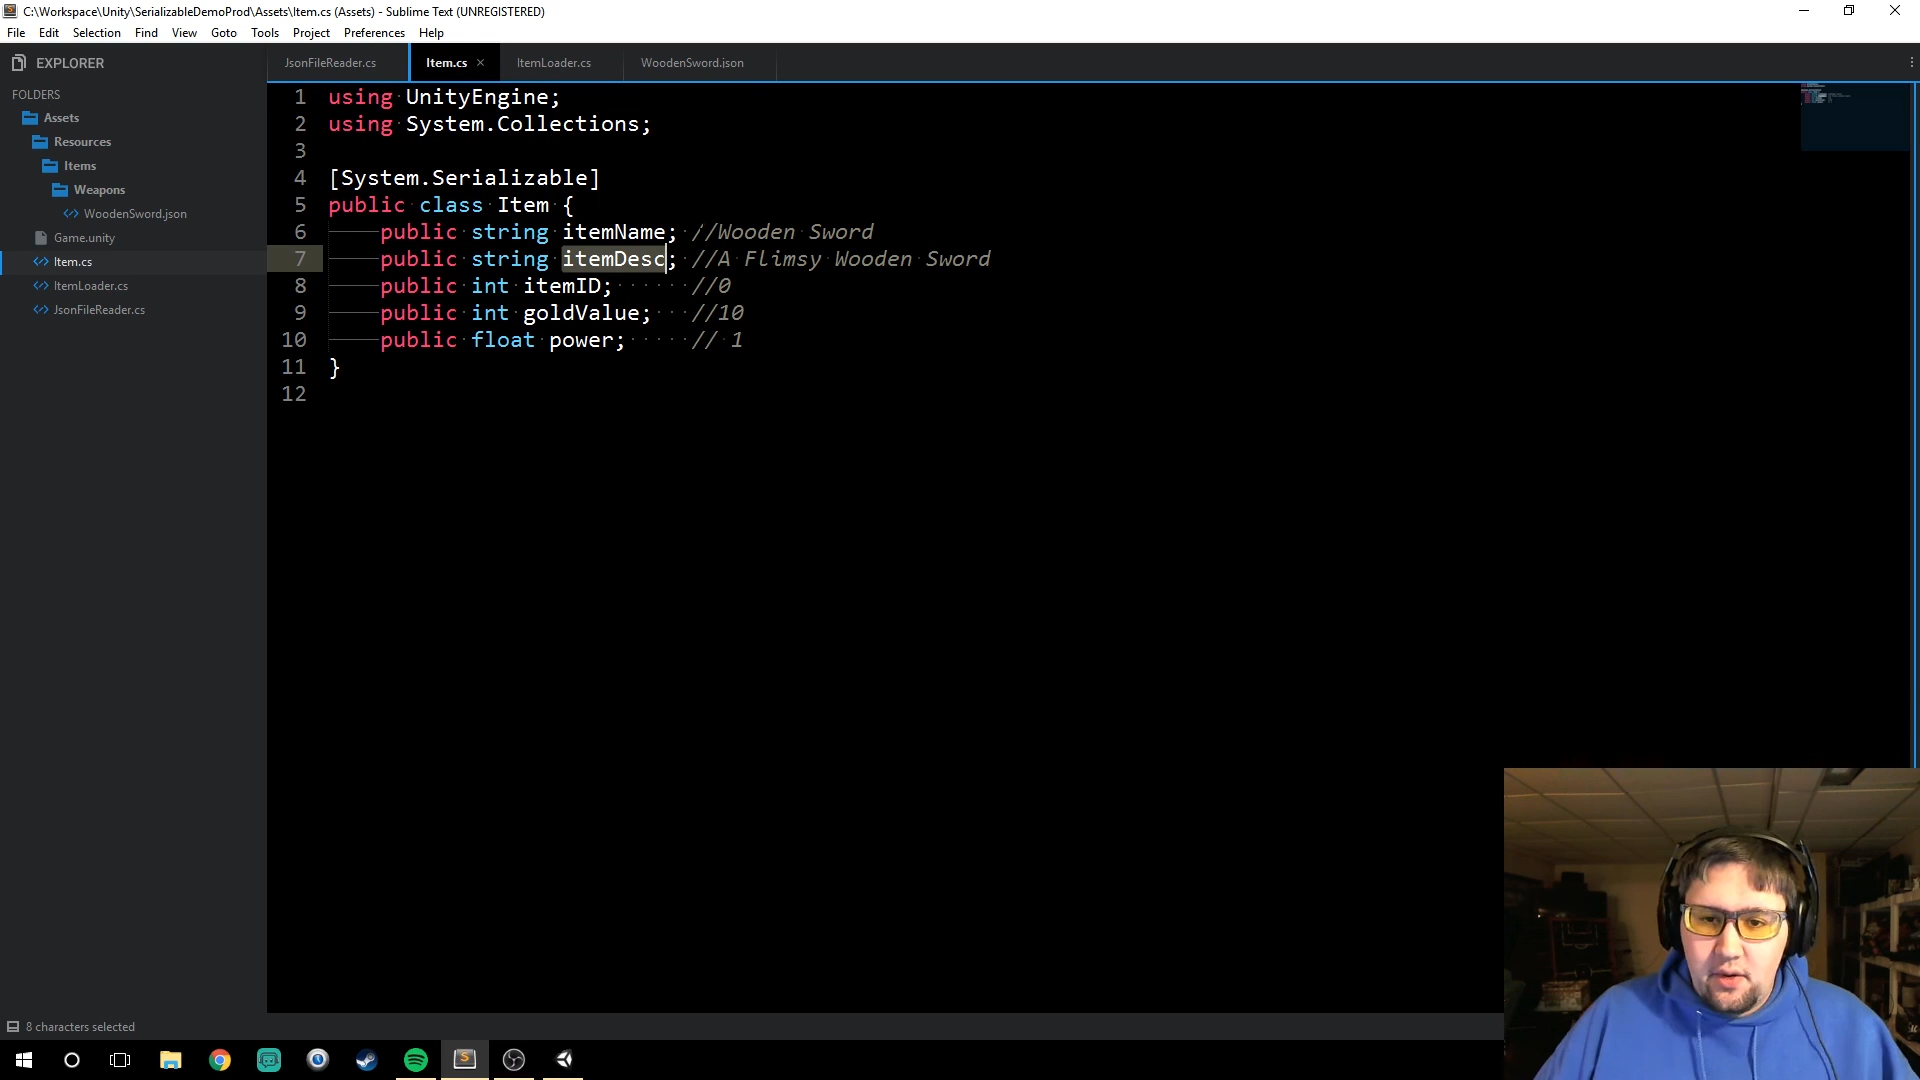 C:\Workspace\Unity\SerializableDemoProd\Assets\Item.cs (Assets) - Sublime Text (UNREGISTERED)
File Edit Selection Find View Goto Tools Project Preferences Help
EXPLORER
JsonFileReader.cs
Item.cs
ItemLoader.cs
WoodenSword.json
FOLDERS
Assets
Resources
Items
Weapons
WoodenSword.json
Game.unity
Item.cs
ItemLoader.cs
JsonFileReader.cs
1 using UnityEngine;
2 using System.Collections;
3
4 [System.Serializable]
5 public class Item {
6 public string itemName; //Wooden Sword
7 public string itemDesc; //A Flimsy Wooden Sword
8 public int itemID; //0
9 public int goldValue; //10
10 public float power; // 1
11 }
12
8 characters selected